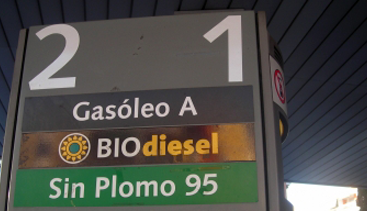 2 1
Gasóleo A
BIOdiesel
Sin Plomo 95